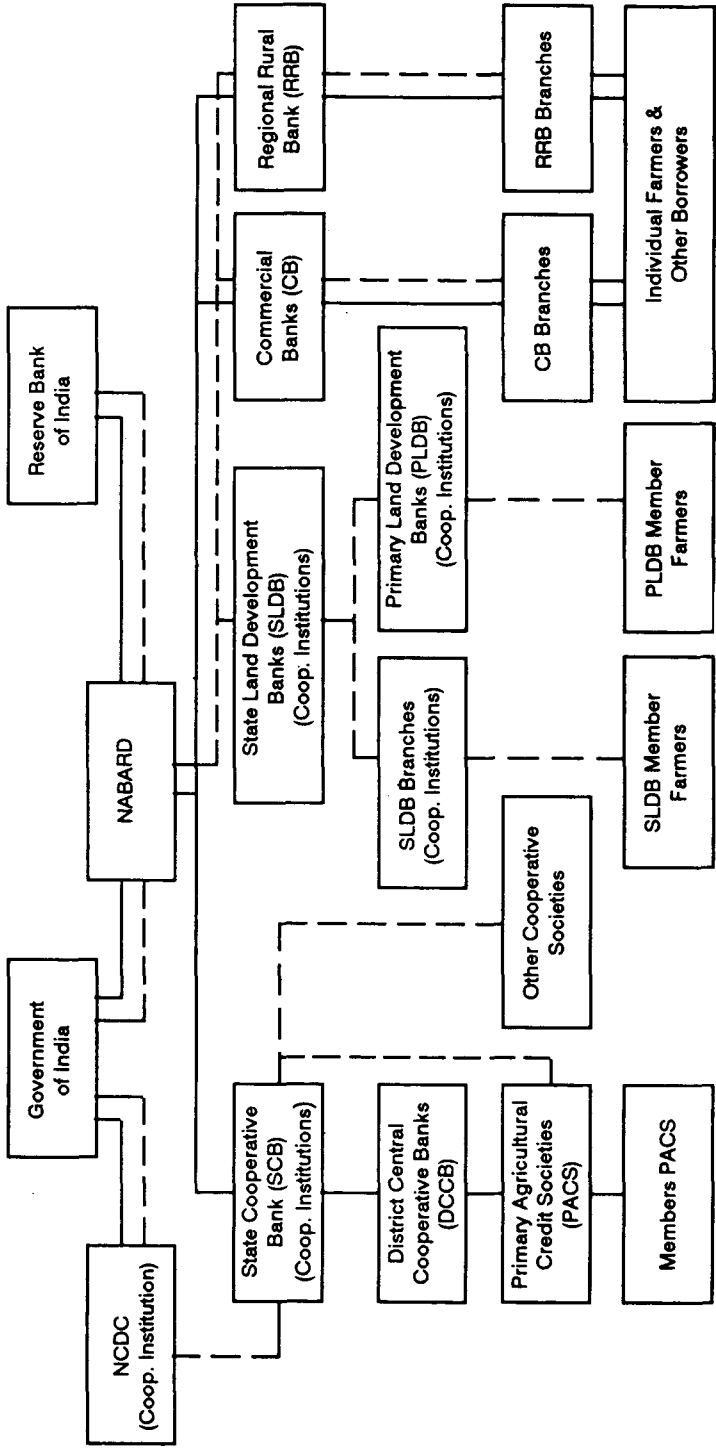 Government
of India
Reserve Bank
of India
NCDC
(Coop. Institution)
NABARD
State Cooperative
Bank (SCB)
(Coop. Institutions)
State Land Development
Banks (SLDB)
(Coop. Institutions)
Commercial
Banks (CB)
Regional Rural
Bank (RRB)
District Central
Cooperative Banks
(DCCB)
SLDB Branches
(Coop. Institutions)
Primary Land Development
Banks (PLDB)
(Coop. Institutions)
Primary Agricultural
Credit Societies
(PACS)
Other Cooperative
Societies
CB Branches
RRB Branches
Members PACS
SLDB Member
Farmers
PLDB Member
Farmers
Individual Farmers &
Other Borrowers